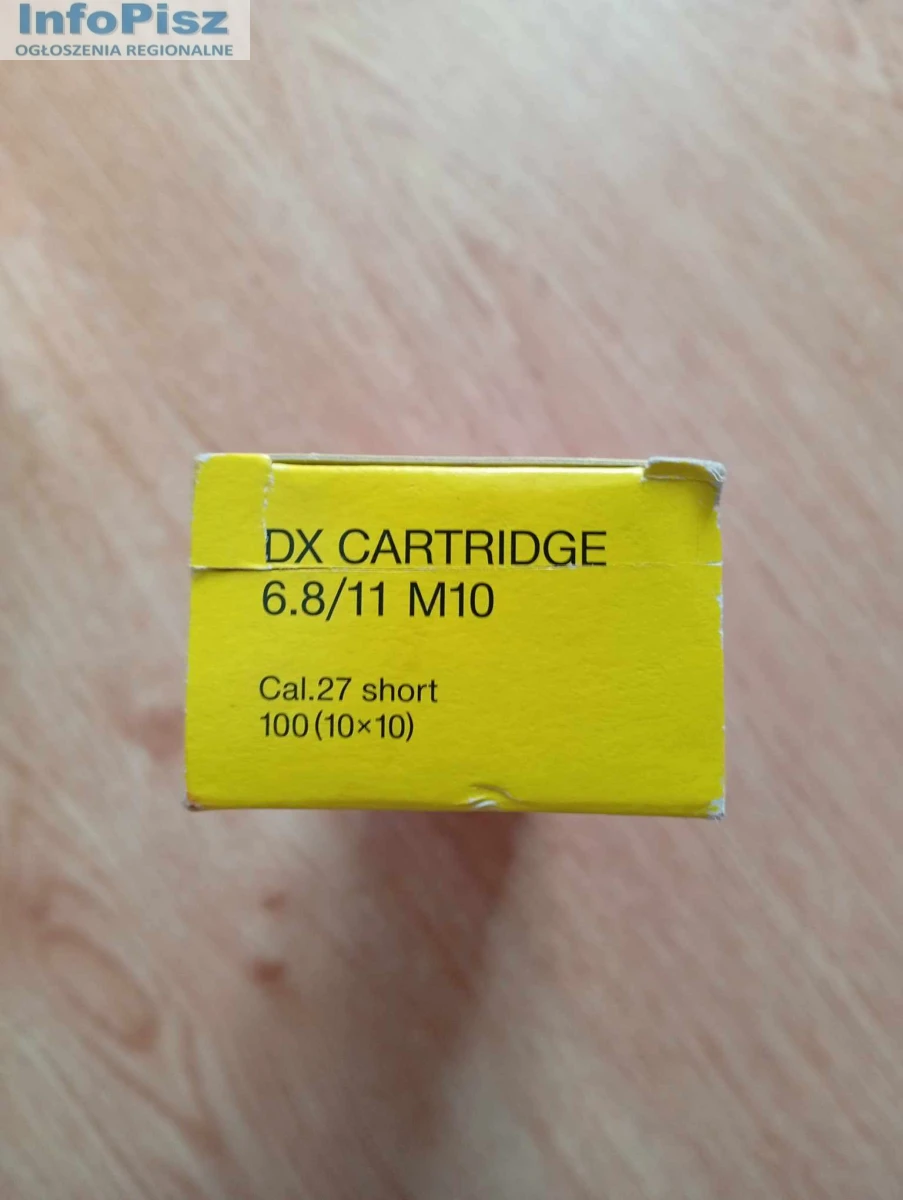 InfoPisz
OGŁOSZENIA REGIONALNE
DX CARTRIDGE
6.8/11 M10
Cal.27 short
100 (10×10)